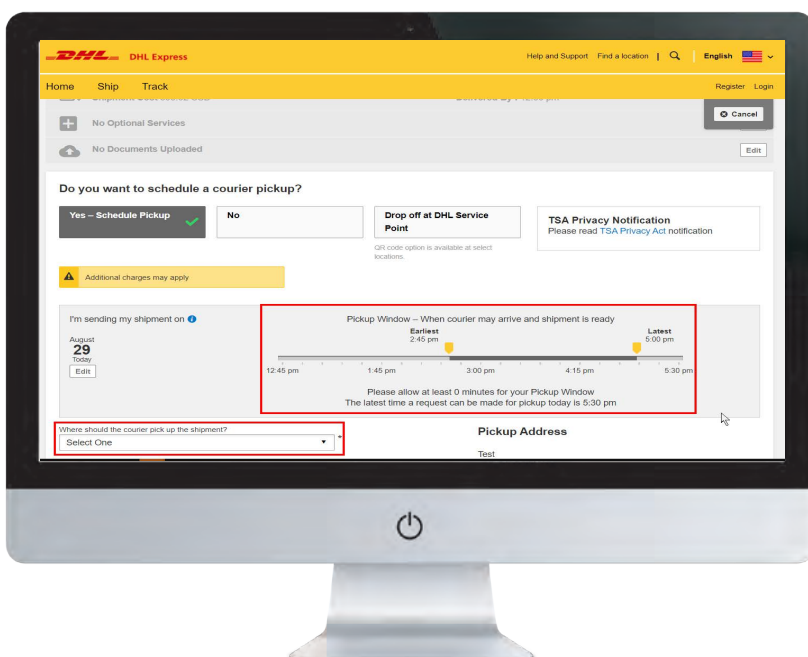 DHL DHL Express
Help and Support Find a location | English
Home Ship Track
Register Login
Cancel
No Optional Services
No Documents Uploaded
Edit
Do you want to schedule a courier pickup?
Yes – Schedule Pickup
No
Drop off at DHL Service
Point
QR code option is available at select
locations.
TSA Privacy Notification
Please read TSA Privacy Act notification
Additional charges may apply
I'm sending my shipment on
August
29
Today
Edit
Pickup Window – When courier may arrive and shipment is ready
Earliest
2:45 pm
Latest
5:00 pm
12:45 pm 1:45 pm 3:00 pm 4:15 pm 5:30 pm
Please allow at least 0 minutes for your Pickup Window
The latest time a request can be made for pickup today is 5:30 pm
Where should the courier pick up the shipment?
Select One
*
Pickup Address
Test